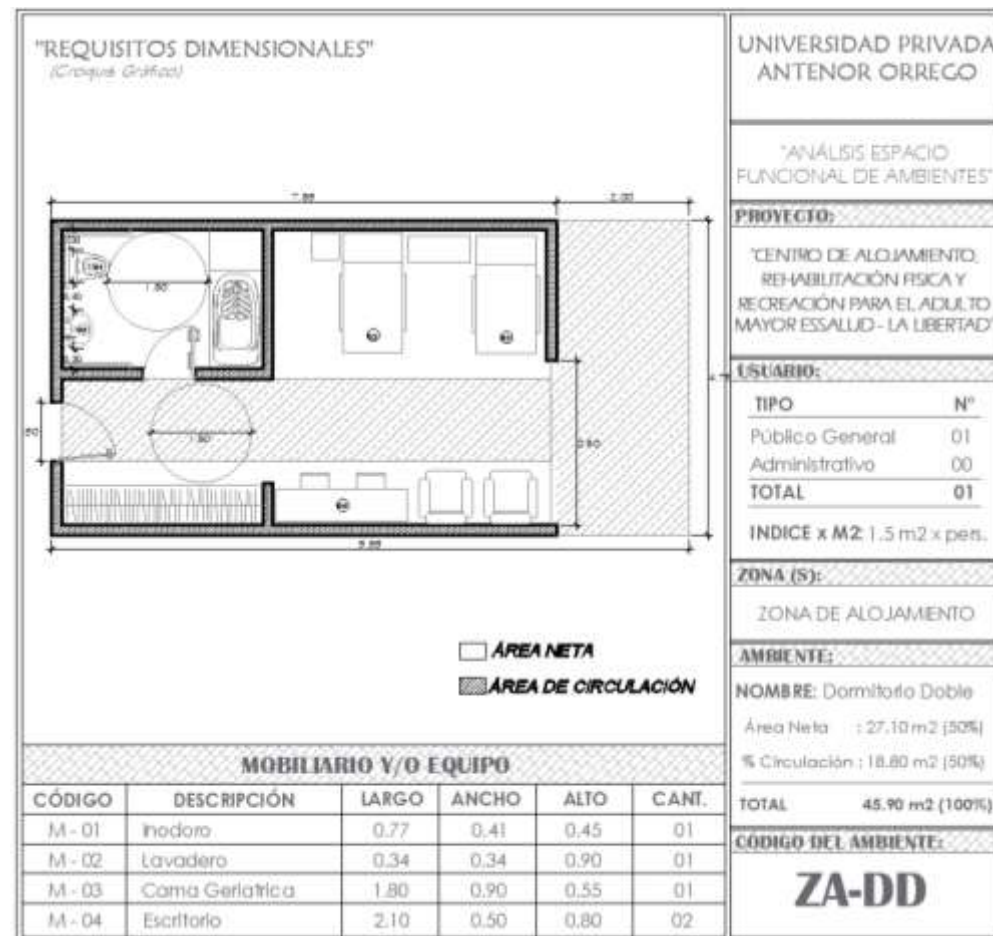 "REQUISITOS DIMENSIONALES"
(Croquis Gráfico)
2.00
1.50
1.50
ÁREA NETA
ÁREA DE CIRCULACIÓN
MOBILIARIO Y/O EQUIPO
CÓDIGO DESCRIPCIÓN LARGO ANCHO ALTO CANT.
M - 01 Inodoro 0.77 0.41 0.45 01
M - 02 Lavadero 0.34 0.34 0.90 01
M - 03 Cama Geriatrica 1.80 0.90 0.55 01
M - 04 Escritorio 2.10 0.50 0.80 02
UNIVERSIDAD PRIVADA
ANTENOR ORREGO
"ANÁLISIS ESPACIO
FUNCIONAL DE AMBIENTES"
PROYECTO:
"CENTRO DE ALOJAMIENTO,
REHABILITACIÓN FISICA Y
RECREACIÓN PARA EL ADULTO
MAYOR ESSALUD - LA LIBERTAD"
USUARIO:
TIPO N°
Público General 01
Administrativo 00
TOTAL 01
INDICE x M2: 1.5 m2 x pers.
ZONA (S):
ZONA DE ALOJAMIENTO
AMBIENTE:
NOMBRE: Dormitorio Doble
Área Neta : 27.10 m2 (50%)
% Circulación : 18.80 m2 (50%)
TOTAL 45.90 m2 (100%)
CÓDIGO DEL AMBIENTE:
ZA-DD